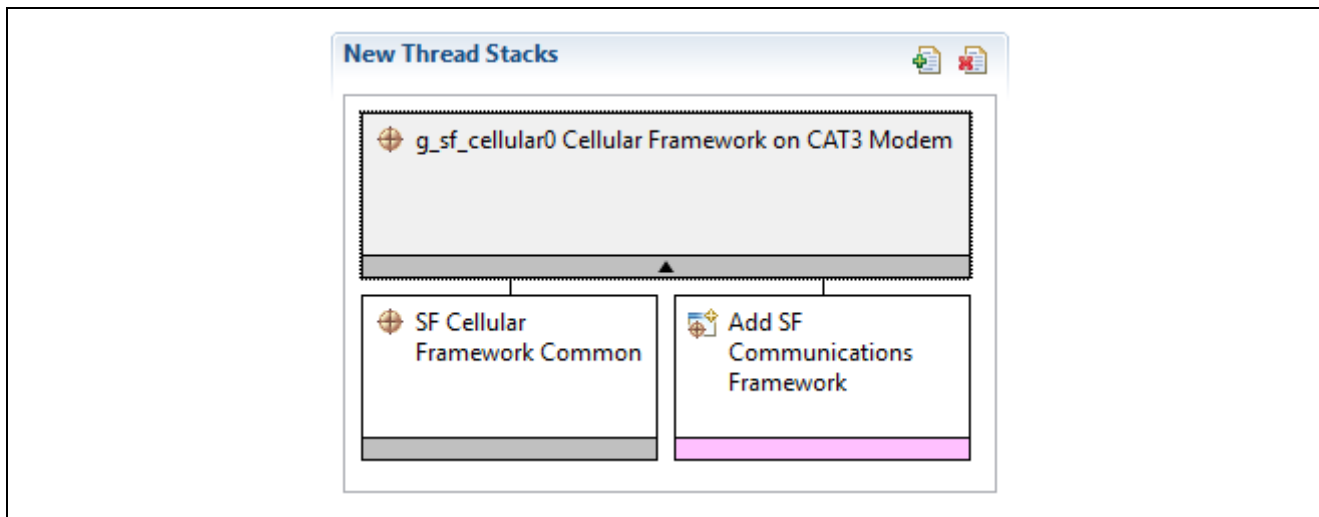 New Thread Stacks
g_sf_cellular0 Cellular Framework on CAT3 Modem
SF Cellular
Framework Common
Add SF
Communications
Framework